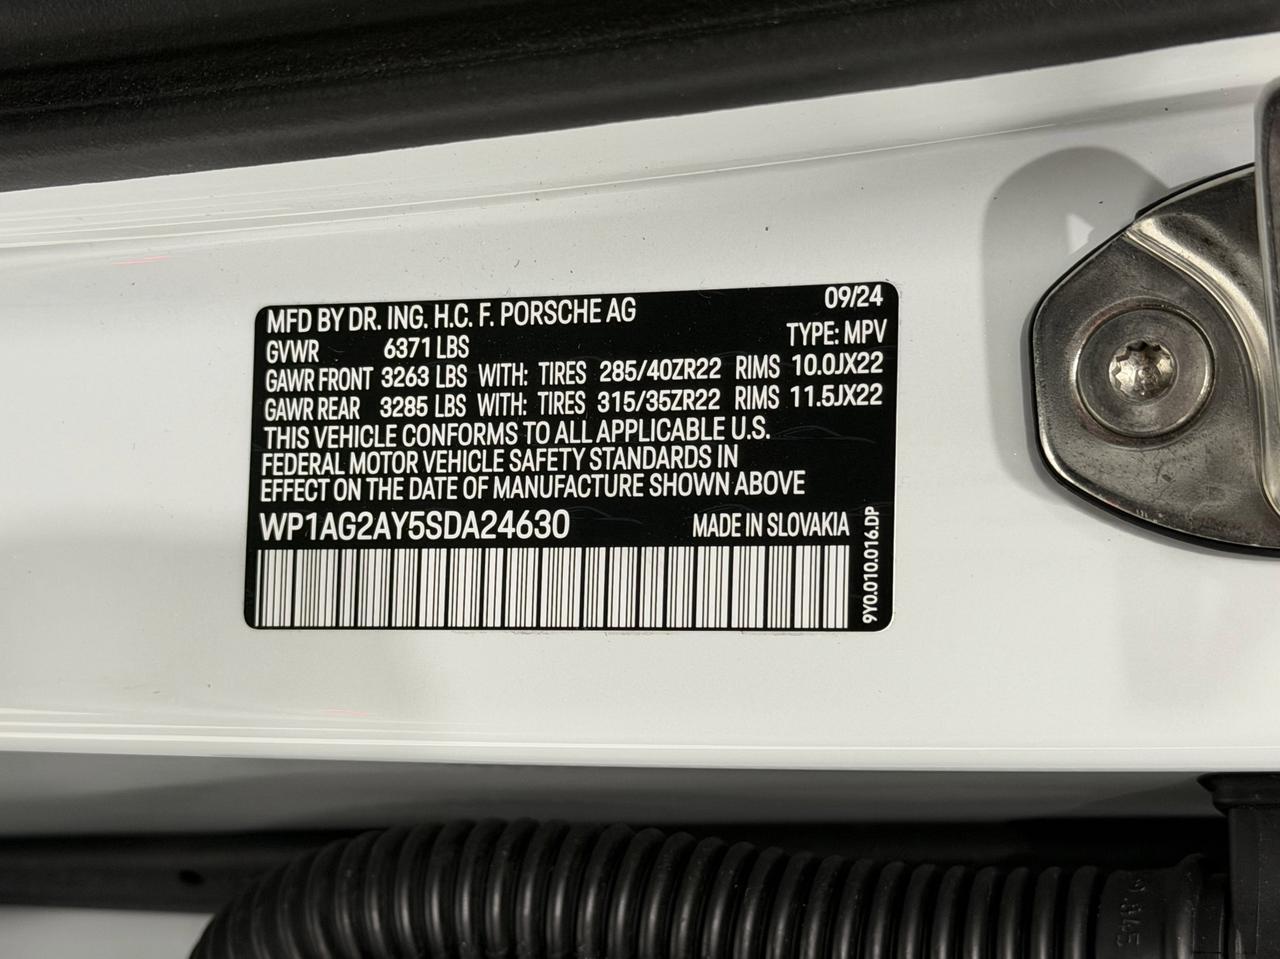 MFD BY DR. ING. H.C. F. PORSCHE AG 09/24
GVWR 6371 LBS TYPE: MPV
GAWR FRONT 3263 LBS WITH: TIRES 285/40ZR22 RIMS 10.0JX22
GAWR REAR 3285 LBS WITH: TIRES 315/35ZR22 RIMS 11.5JX22
THIS VEHICLE CONFORMS TO ALL APPLICABLE U.S.
FEDERAL MOTOR VEHICLE SAFETY STANDARDS IN
EFFECT ON THE DATE OF MANUFACTURE SHOWN ABOVE
WP1AG2AY5SDA24630 MADE IN SLOVAKIA
9Y0.010.016.DP